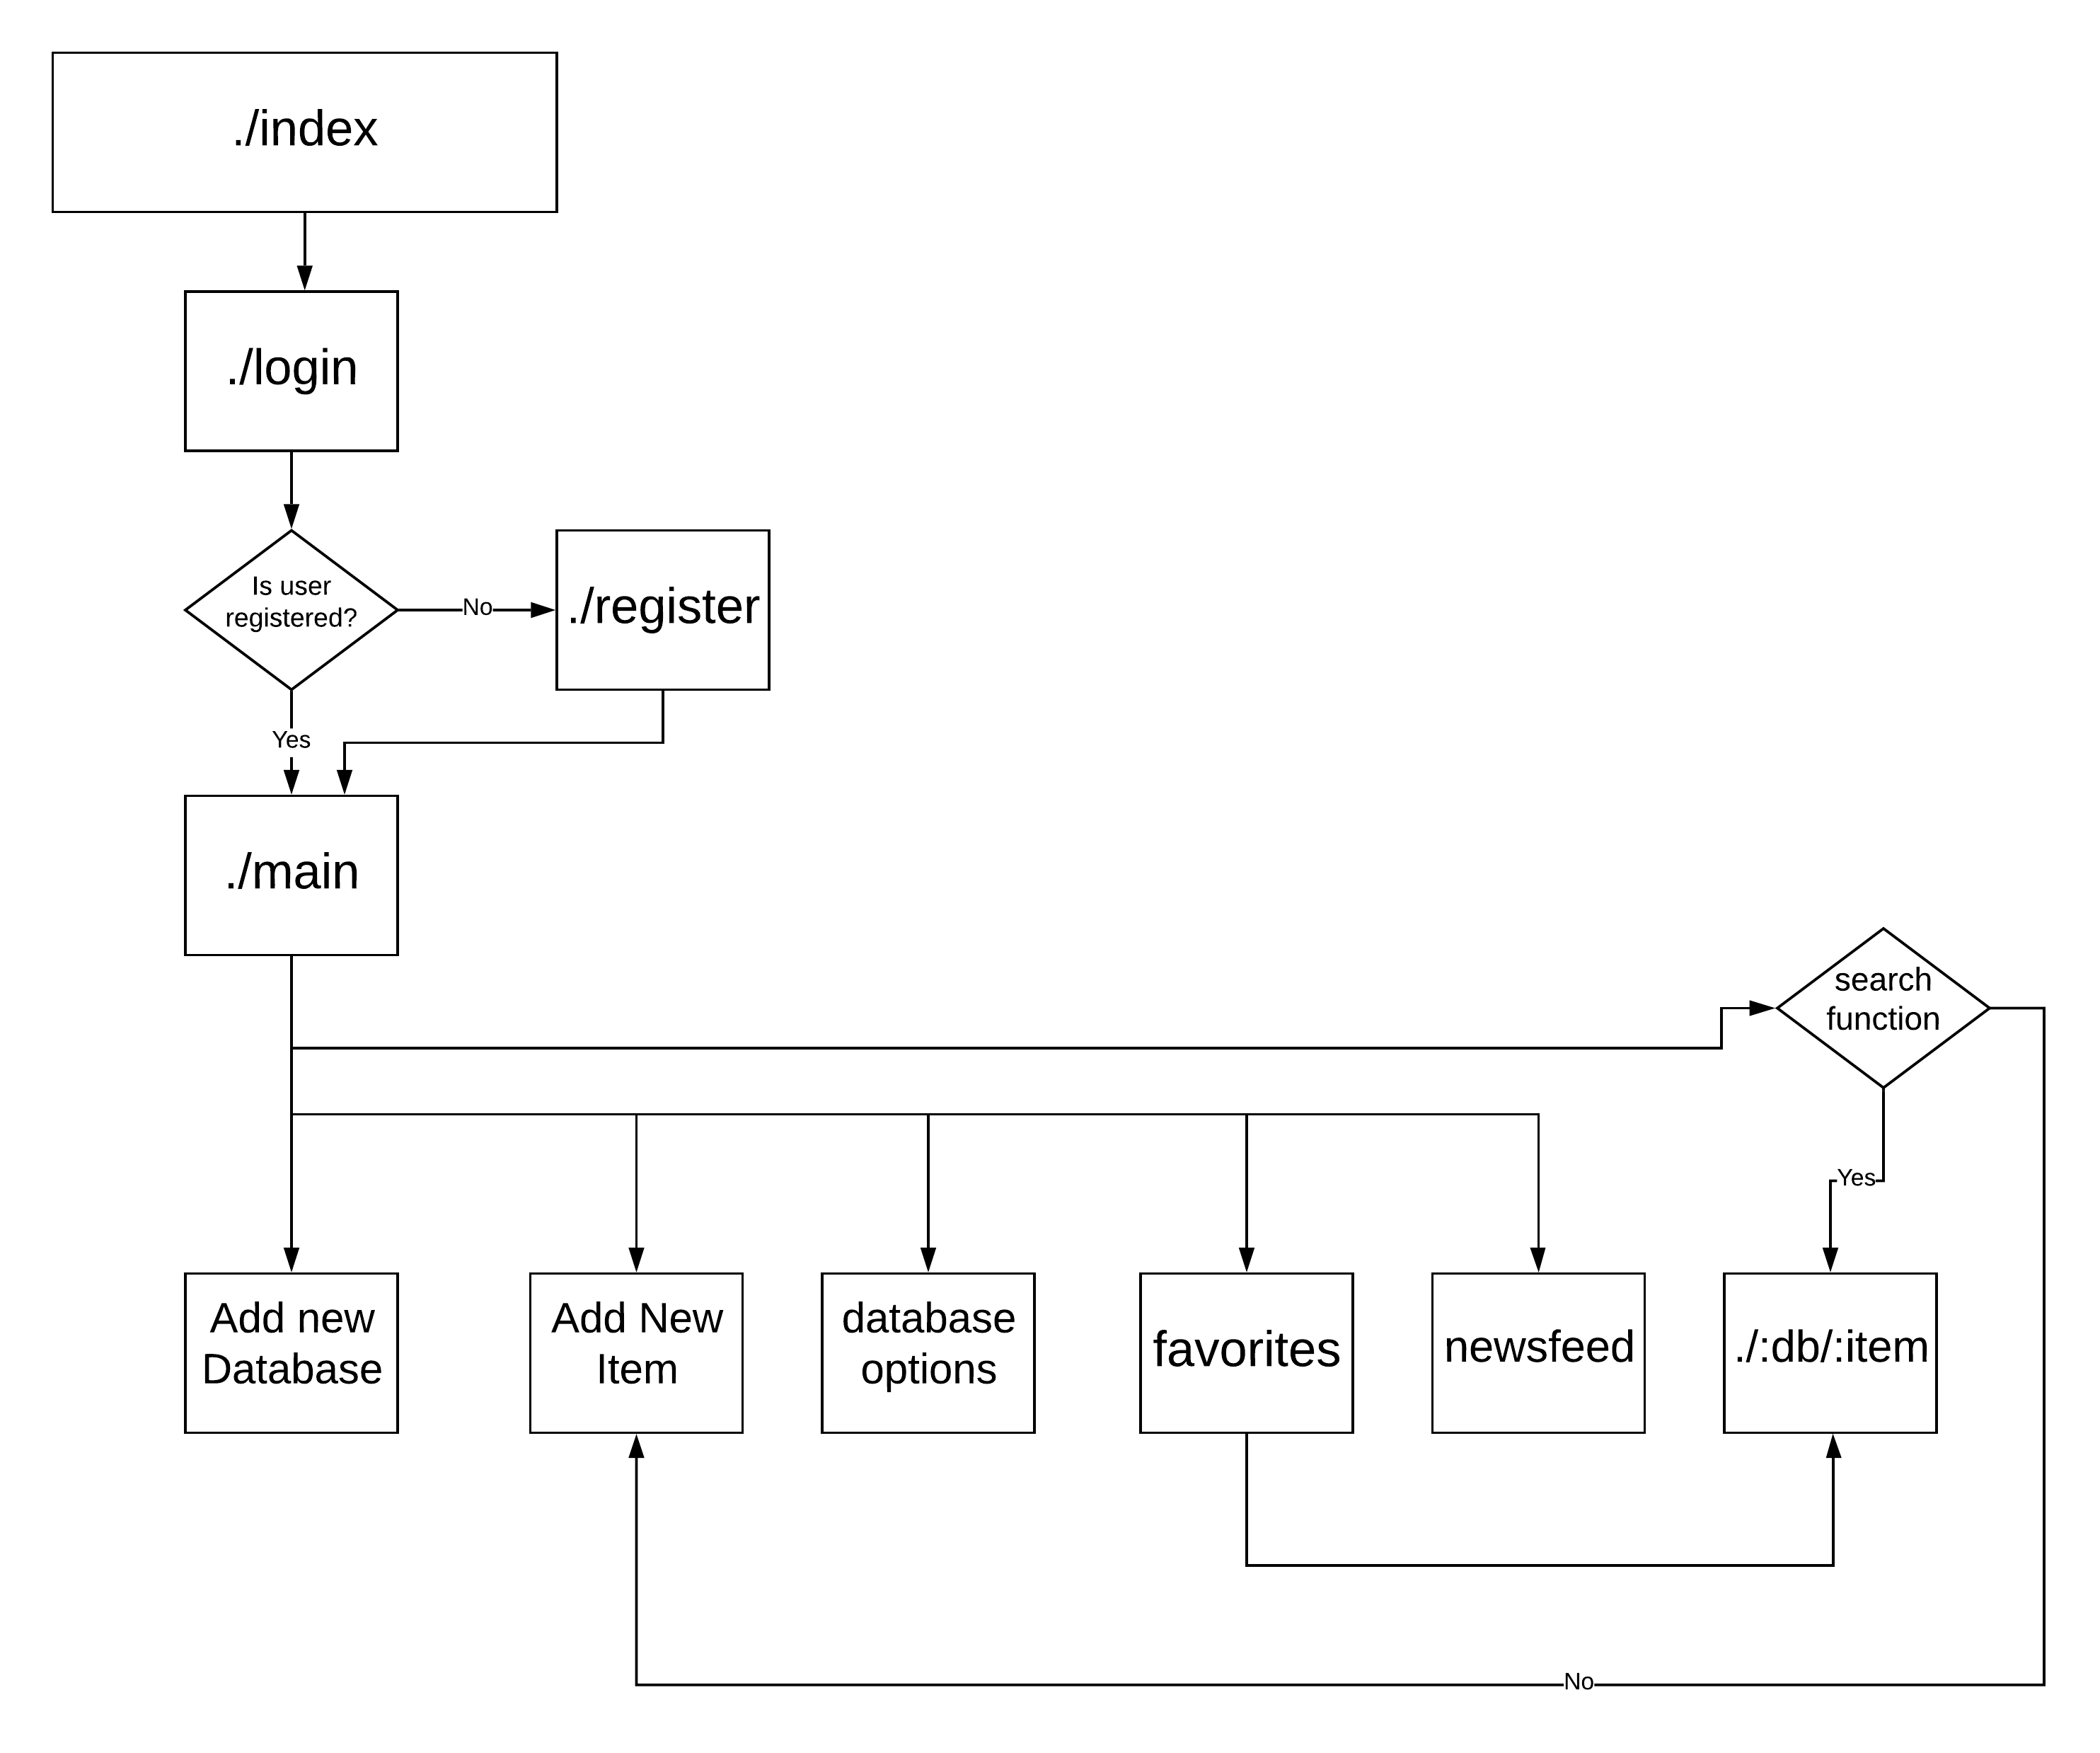 ./index
./login
Is user
registered?
No
./register
Yes
./main
search
function
Yes
Add new
Database
Add New
Item
database
options
favorites
newsfeed
./:db/:item
No